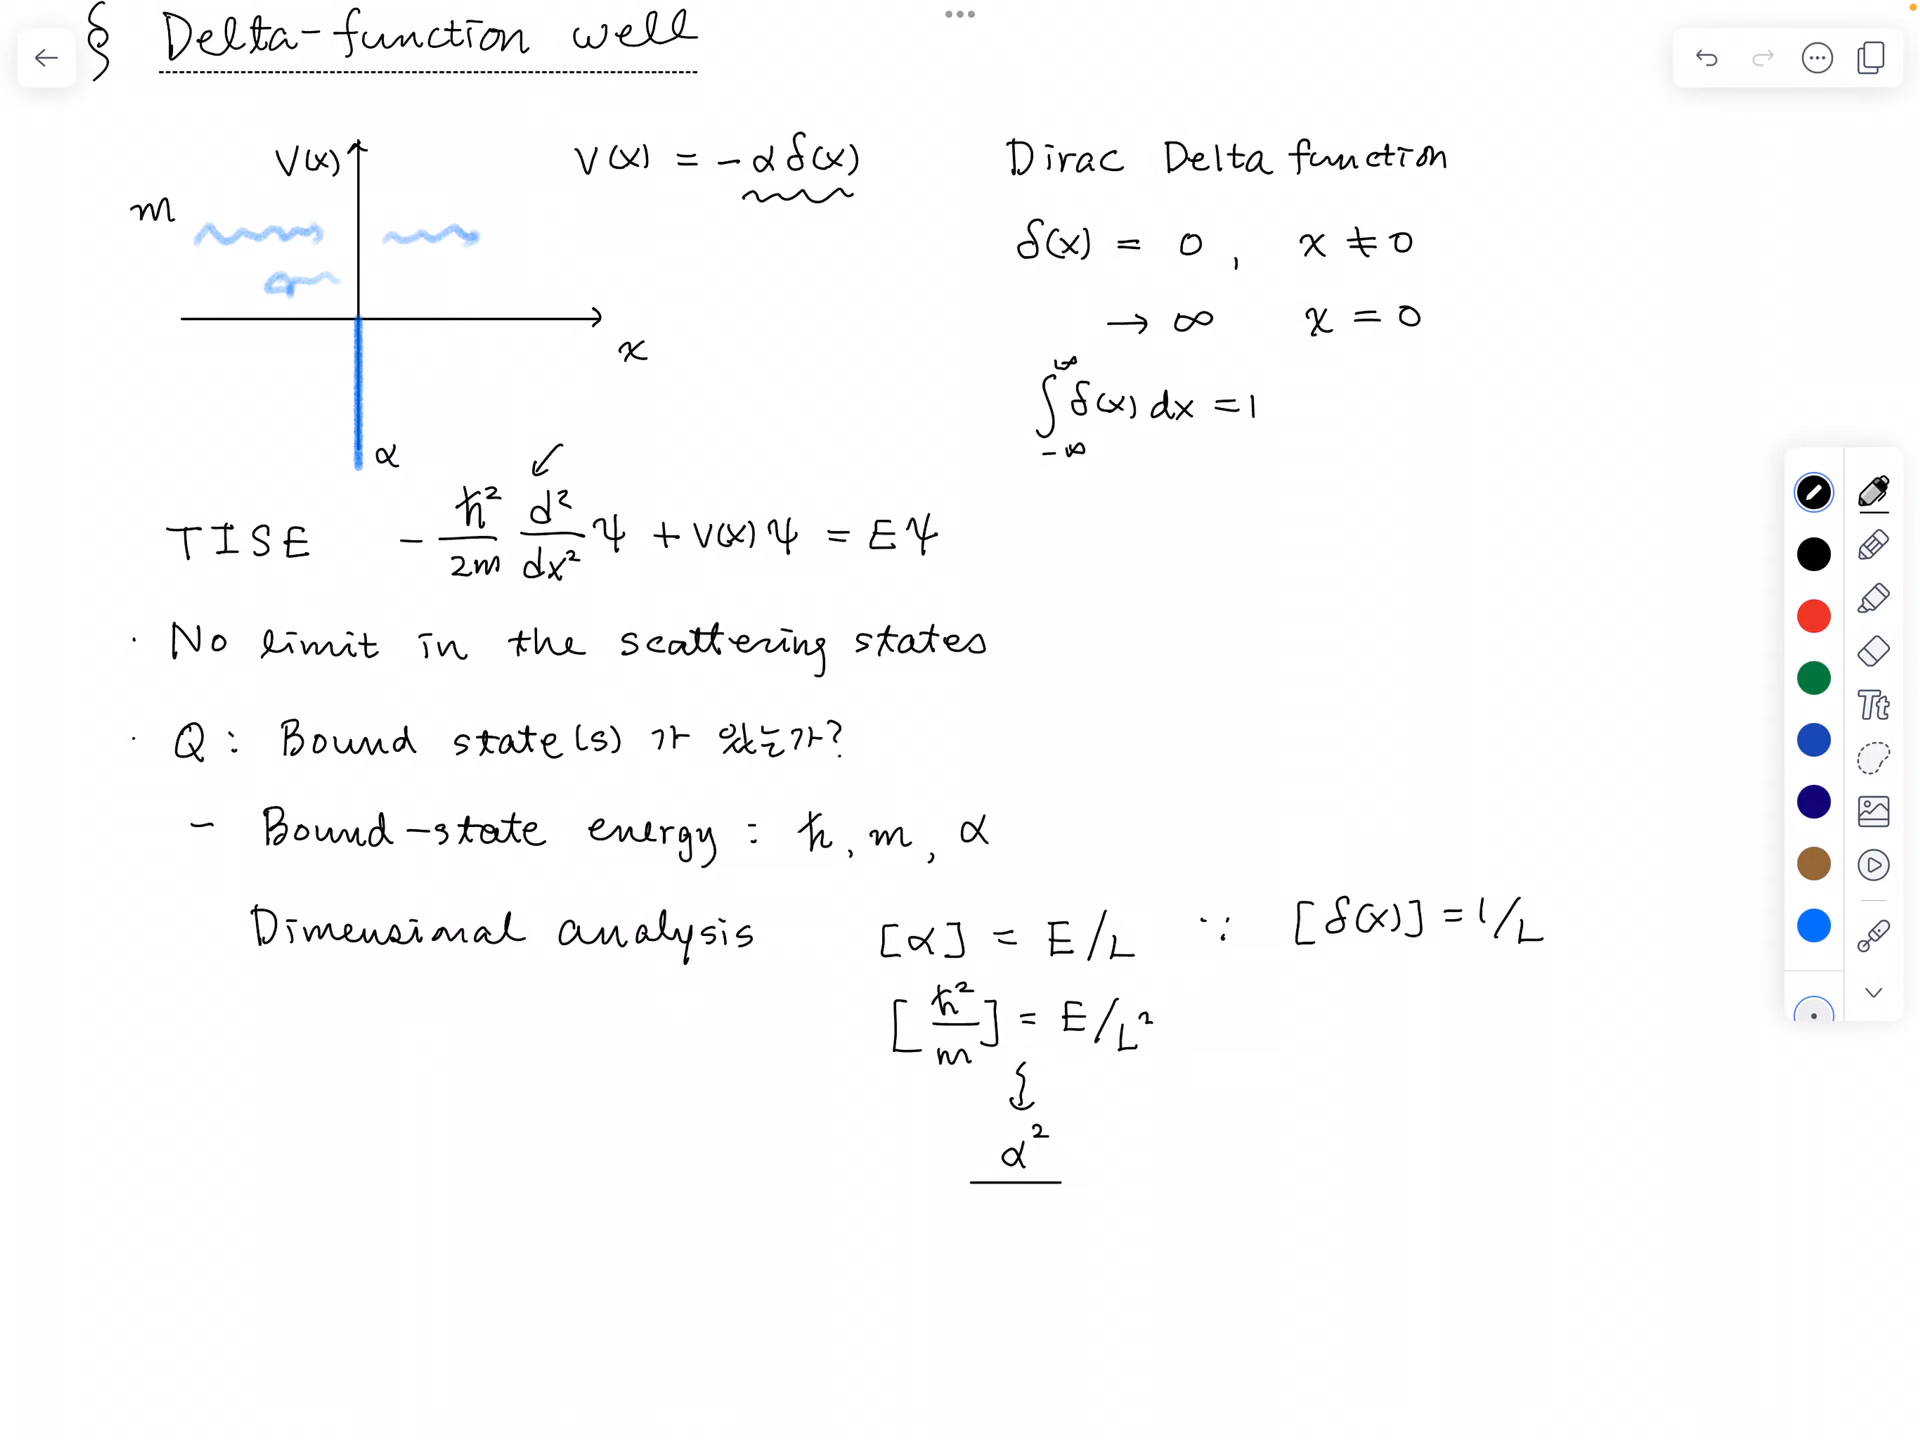 § Delta-function well
V(x)
V(x) = -αδ(x)
m
x
α
Dirac Delta function
δ(x) = 0 , x ≠ 0
→ ∞ x = 0
∫_{-∞}^{∞} δ(x) dx = 1
TISE -ħ²/2m d²/dx² ψ + V(x)ψ = Eψ
· No limit in the scattering states
· Q : Bound state(s) 가 있는가?
- Bound-state energy : ħ, m, α
Dimensional analysis [α] = E/L ∵ [δ(x)] = 1/L
[ħ²/m] = E/L²
α²
Tt